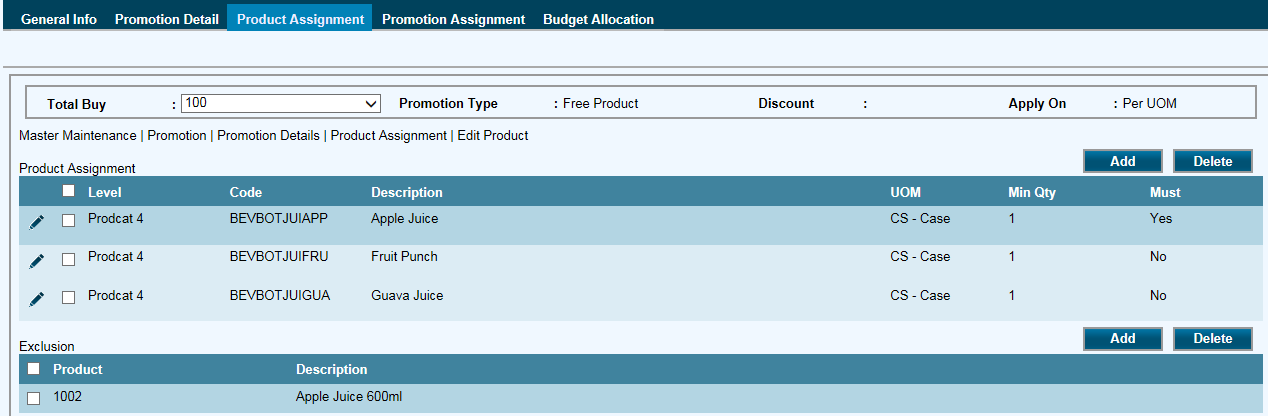 General Info Promotion Detail Product Assignment Promotion Assignment Budget Allocation
Total Buy : 100 Promotion Type : Free Product Discount : Apply On : Per UOM
Master Maintenance | Promotion | Promotion Details | Product Assignment | Edit Product
Add Delete
Product Assignment
Level Code Description UOM Min Qty Must
Prodcat 4 BEVBOTJUIAPP Apple Juice CS - Case 1 Yes
Prodcat 4 BEVBOTJUIFRU Fruit Punch CS - Case 1 No
Prodcat 4 BEVBOTJUIGUA Guava Juice CS - Case 1 No
Add Delete
Exclusion
Product Description
1002 Apple Juice 600ml